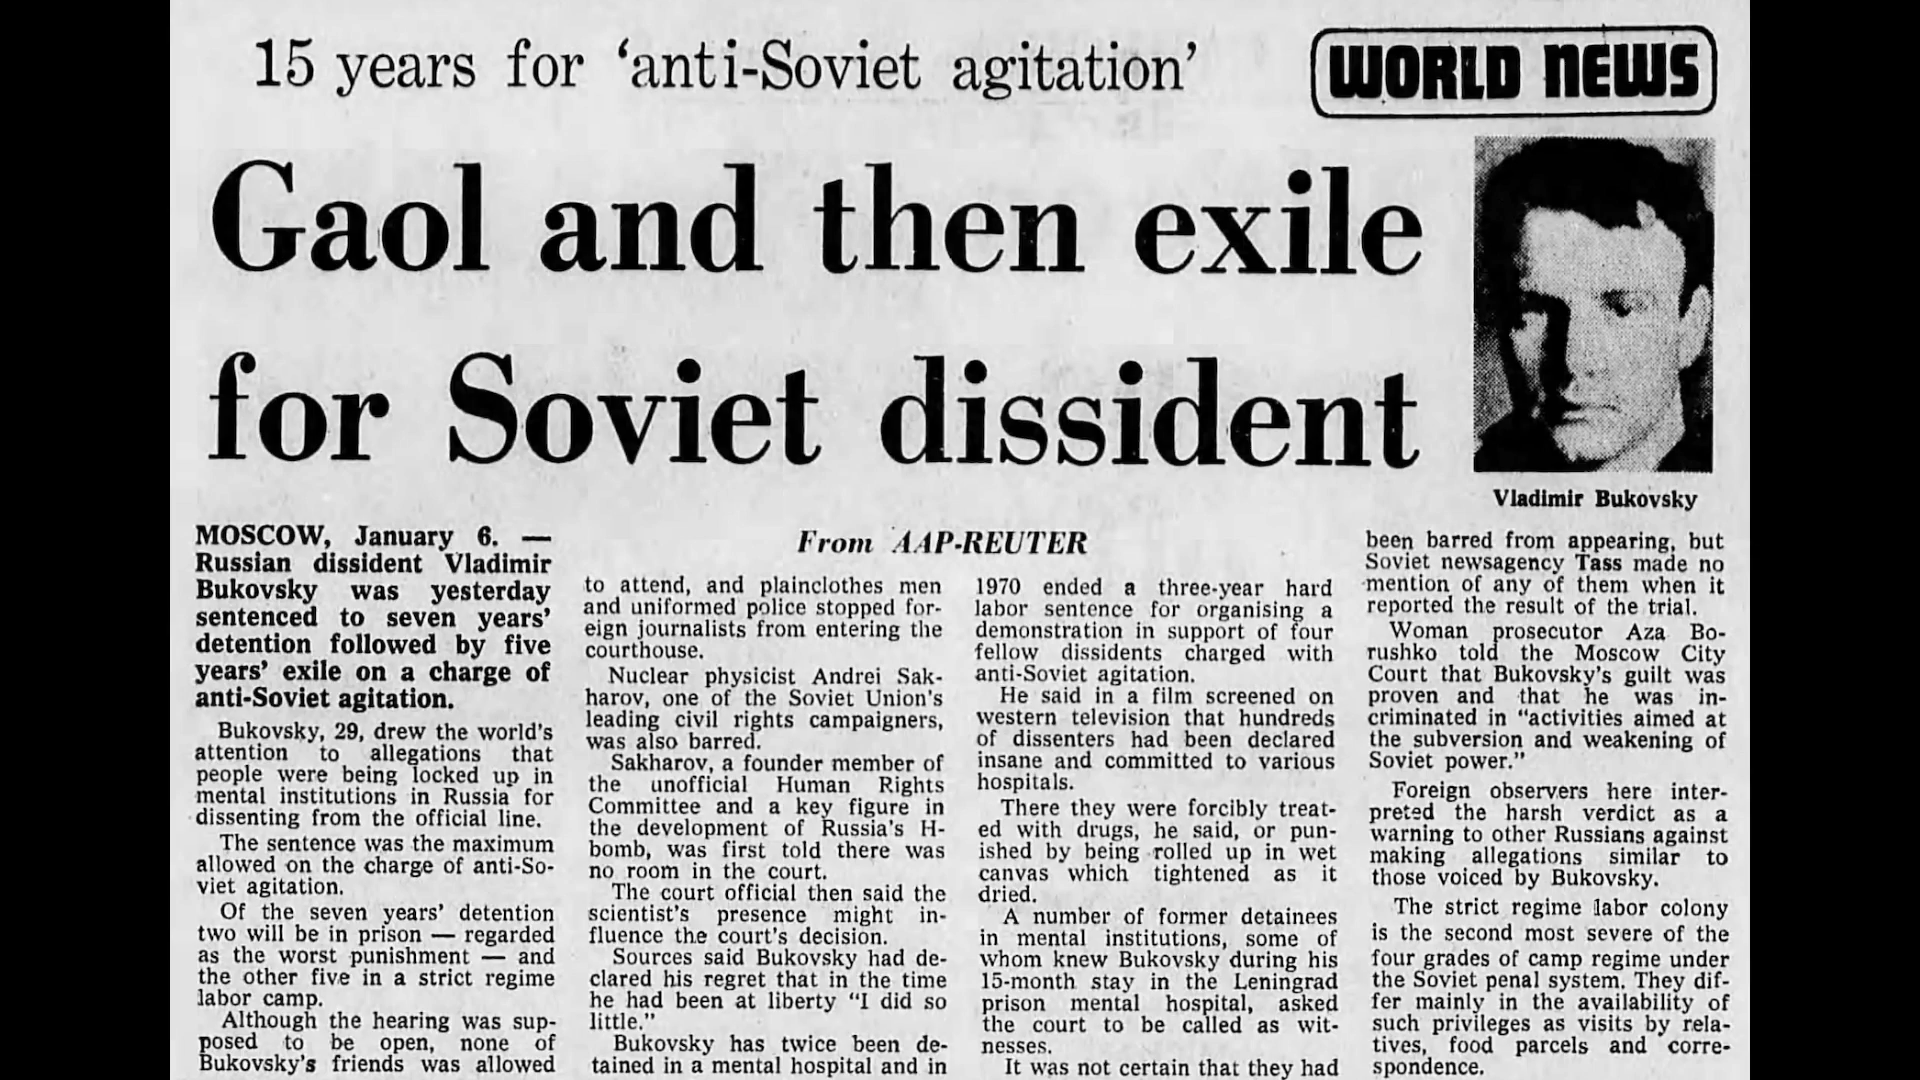 15 years for ‘anti-Soviet agitation’
WORLD NEWS
Gaol and then exile
for Soviet dissident
Vladimir Bukovsky
MOSCOW, January 6. —
Russian dissident Vladimir
Bukovsky was yesterday
sentenced to seven years’
detention followed by five
years’ exile on a charge of
anti-Soviet agitation.
Bukovsky, 29, drew the world's
attention to allegations that
people were being locked up in
mental institutions in Russia for
dissenting from the official line.
The sentence was the maximum
allowed on the charge of anti-So-
viet agitation.
Of the seven years’ detention
two will be in prison — regarded
as the worst punishment — and
the other five in a strict regime
labor camp.
Although the hearing was sup-
posed to be open, none of
Bukovsky's friends was allowed
From AAP-REUTER
to attend, and plainclothes men
and uniformed police stopped for-
eign journalists from entering the
courthouse.
Nuclear physicist Andrei Sak-
harov, one of the Soviet Union's
leading civil rights campaigners,
was also barred.
Sakharov, a founder member of
the unofficial Human Rights
Committee and a key figure in
the development of Russia's H-
bomb, was first told there was
no room in the court.
The court official then said the
scientist's presence might in-
fluence the court's decision.
Sources said Bukovsky had de-
clared his regret that in the time
he had been at liberty “I did so
little.”
Bukovsky has twice been de-
tained in a mental hospital and in
1970 ended a three-year hard
labor sentence for organising a
demonstration in support of four
fellow dissidents charged with
anti-Soviet agitation.
He said in a film screened on
western television that hundreds
of dissenters had been declared
insane and committed to various
hospitals.
There they were forcibly treat-
ed with drugs, he said, or pun-
ished by being rolled up in wet
canvas which tightened as it
dried.
A number of former detainees
in mental institutions, some of
whom knew Bukovsky during his
15-month stay in the Leningrad
prison mental hospital, asked
the court to be called as wit-
nesses.
It was not certain that they had
been barred from appearing, but
Soviet newsagency Tass made no
mention of any of them when it
reported the result of the trial.
Woman prosecutor Aza Bo-
rushko told the Moscow City
Court that Bukovsky's guilt was
proven and that he was in-
criminated in “activities aimed at
the subversion and weakening of
Soviet power.”
Foreign observers here inter-
preted the harsh verdict as a
warning to other Russians against
making allegations similar to
those voiced by Bukovsky.
The strict regime labor colony
is the second most severe of the
four grades of camp regime under
the Soviet penal system. They dif-
fer mainly in the availability of
such privileges as visits by rela-
tives, food parcels and corre-
spondence.